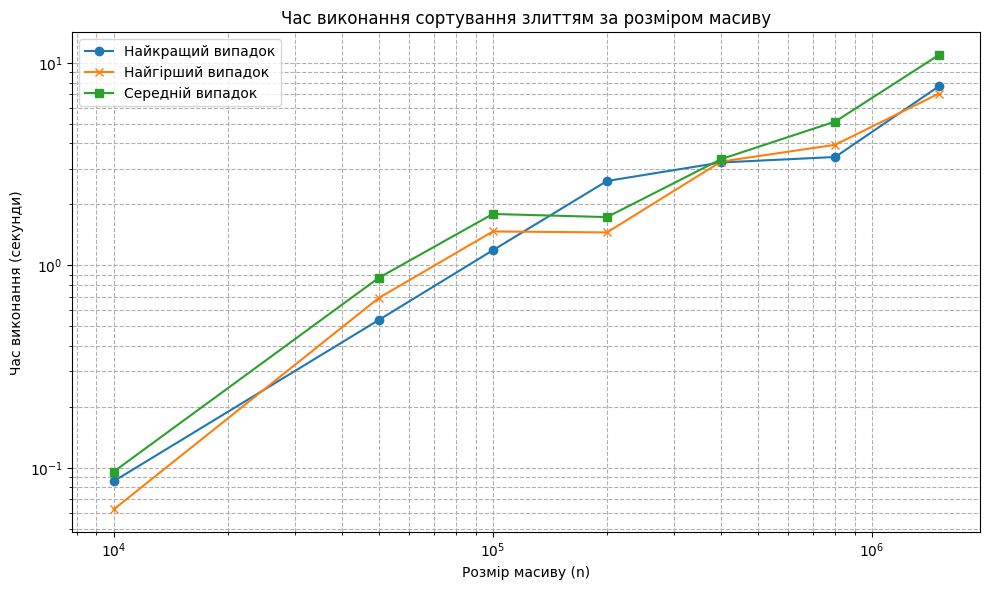 Час виконання сортування злиттям за розміром масиву
Найкращий випадок
Найгірший випадок
Середній випадок
Час виконання (секунди)
10¹
10⁰
10⁻¹
10⁴
10⁵
10⁶
Розмір масиву (n)